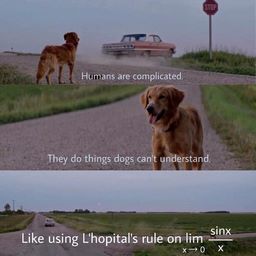 STOP
Humans are complicated.
They do things dogs can't understand.
Like using L'hopital's rule on lim x→0 sinx/x